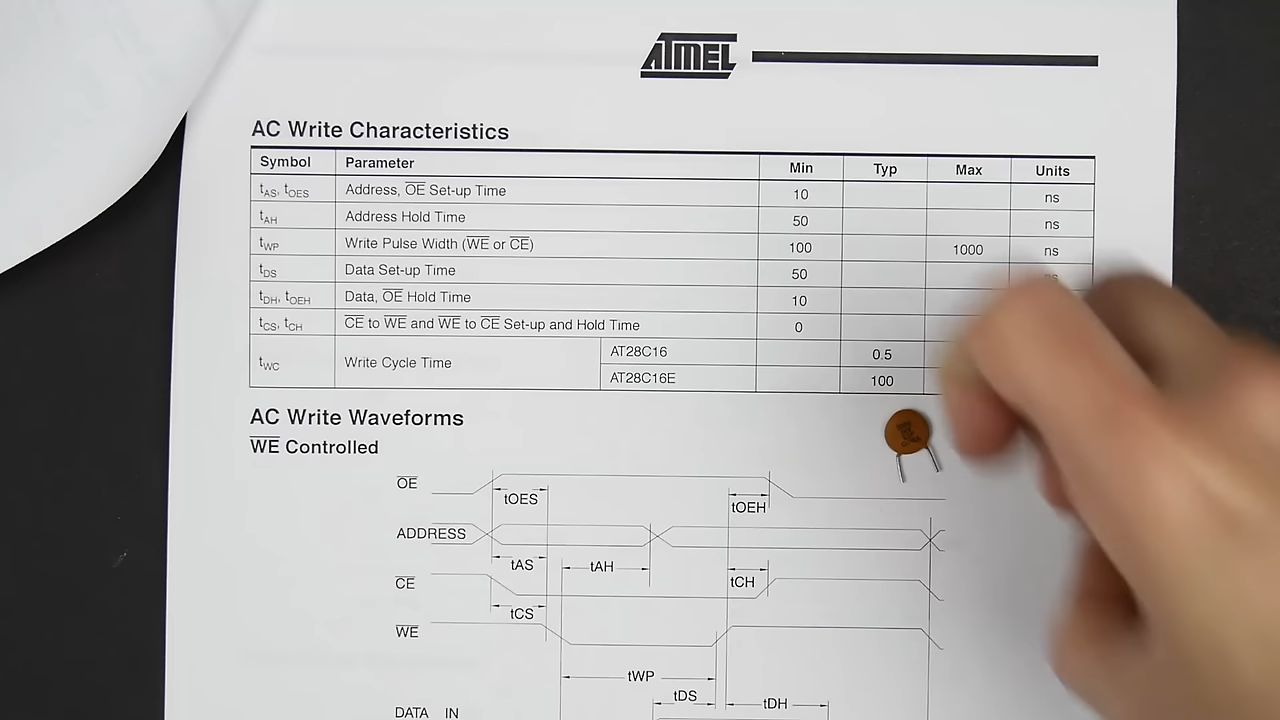 ATMEL
AC Write Characteristics
Symbol Parameter Min Typ Max Units
tAS, tOES Address, OE Set-up Time 10 ns
tAH Address Hold Time 50 ns
tWP Write Pulse Width (WE or CE) 100 1000 ns
tDS Data Set-up Time 50 ns
tDH, tOEH Data, OE Hold Time 10
tCS, tCH CE to WE and WE to CE Set-up and Hold Time 0
tWC Write Cycle Time AT28C16 0.5
AT28C16E 100
AC Write Waveforms
WE Controlled
OE
tOES
tOEH
ADDRESS
tAS
tAH
CE
tCH
tCS
WE
tWP
tDS
tDH
DATA IN